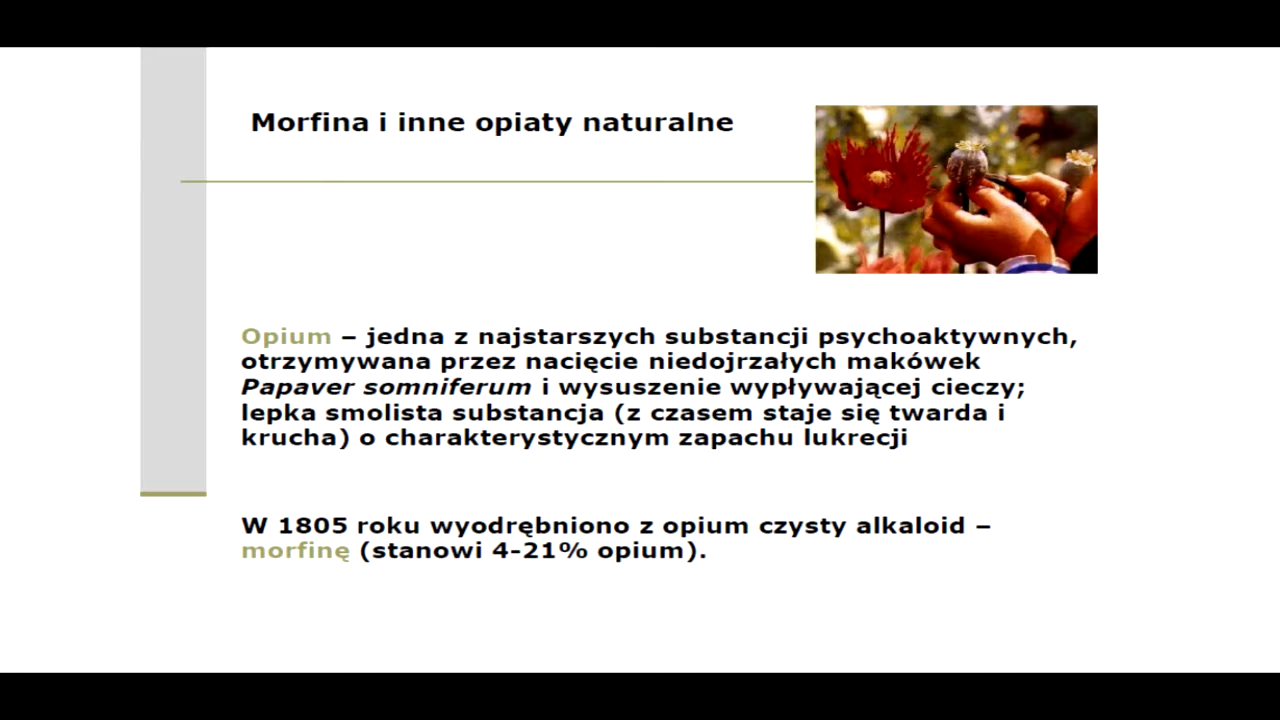 Morfina i inne opiaty naturalne
Opium – jedna z najstarszych substancji psychoaktywnych,
otrzymywana przez nacięcie niedojrzałych makówek
Papaver somniferum i wysuszenie wypływającej cieczy;
lepka smolista substancja (z czasem staje się twarda i
krucha) o charakterystycznym zapachu lukrecji
W 1805 roku wyodrębniono z opium czysty alkaloid –
morfinę (stanowi 4-21% opium).